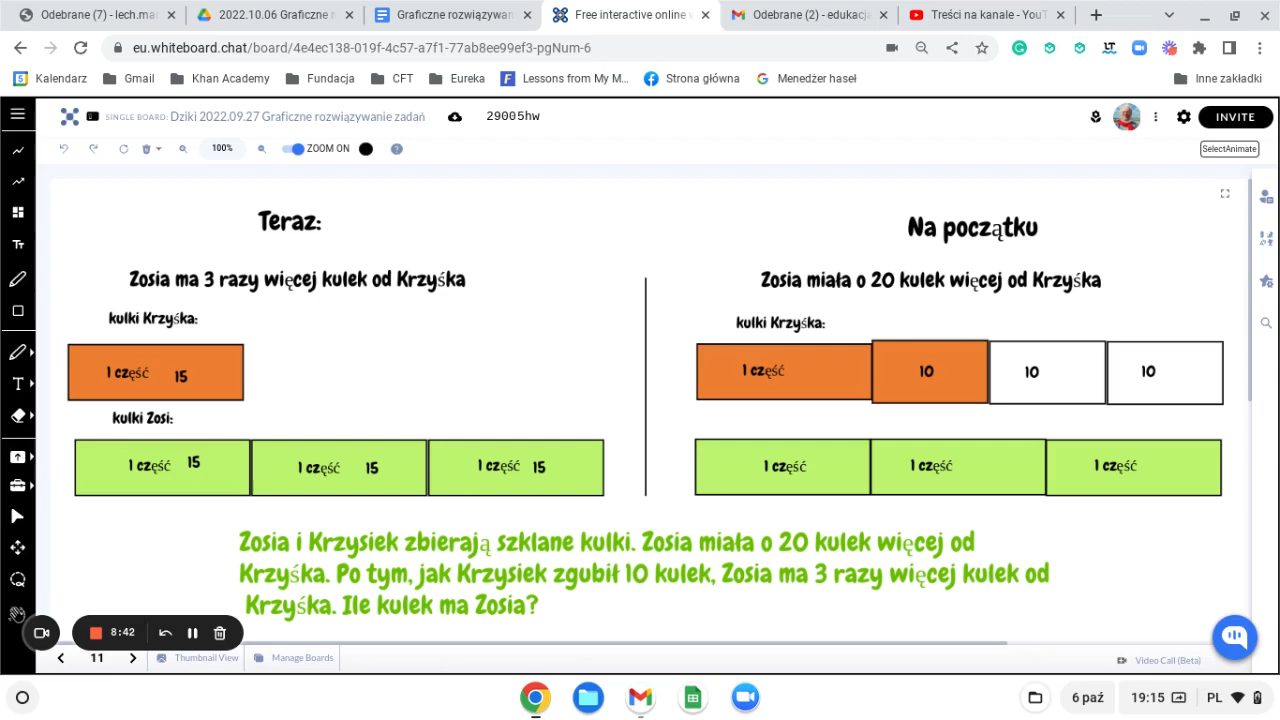 Odebrane (7) - lech.mar
2022.10.06 Graficzne r
Graficzne rozwiązywan
Free interactive online w
Odebrane (2) - edukacja
Treści na kanale - YouT
eu.whiteboard.chat/board/4e4ec138-019f-4c57-a7f1-77ab8ee99ef3-pgNum-6
Kalendarz
Gmail
Khan Academy
Fundacja
CFT
Eureka
Lessons from My M...
Strona główna
Menedżer haseł
Inne zakładki
SINGLE BOARD: Dziki 2022.09.27 Graficzne rozwiązywanie zadań
29005hw
INVITE
100%
ZOOM ON
SelectAnimate
Teraz:
Na początku
Zosia ma 3 razy więcej kulek od Krzyśka
Zosia miała o 20 kulek więcej od Krzyśka
kulki Krzyśka:
kulki Krzyśka:
1 część 15
1 część
10
10
10
kulki Zosi:
1 część 15
1 część 15
1 część 15
1 część
1 część
1 część
Zosia i Krzysiek zbierają szklane kulki. Zosia miała o 20 kulek więcej od
Krzyśka. Po tym, jak Krzysiek zgubił 10 kulek, Zosia ma 3 razy więcej kulek od
Krzyśka. Ile kulek ma Zosia?
8:42
11
Thumbnail View
Manage Boards
Video Call (Beta)
6 paź
19:15
PL